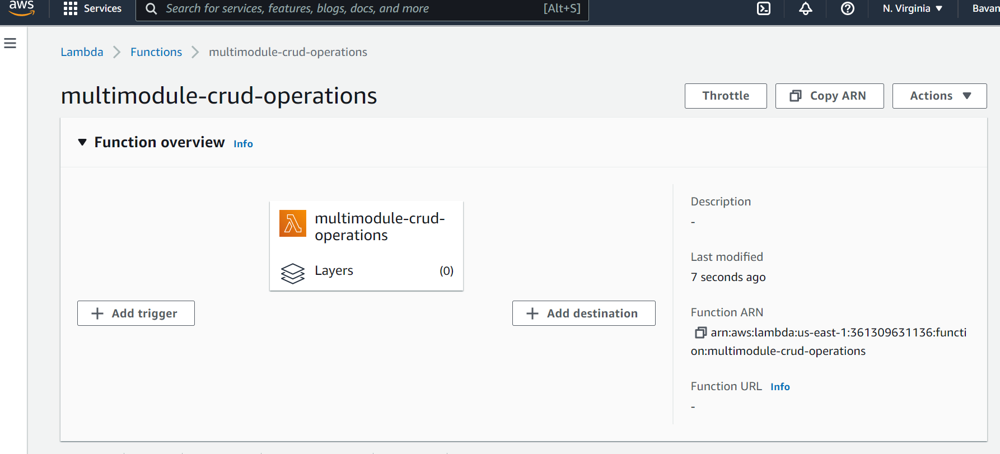 aws Services Search for services, features, blogs, docs, and more [Alt+S] N. Virginia Bavan
Lambda Functions multimodule-crud-operations
multimodule-crud-operations Throttle Copy ARN Actions
Function overview Info
multimodule-crud-
operations
Layers (0)
Add trigger
Add destination
Description
-
Last modified
7 seconds ago
Function ARN
arn:aws:lambda:us-east-1:361309631136:functi
on:multimodule-crud-operations
Function URL Info
-